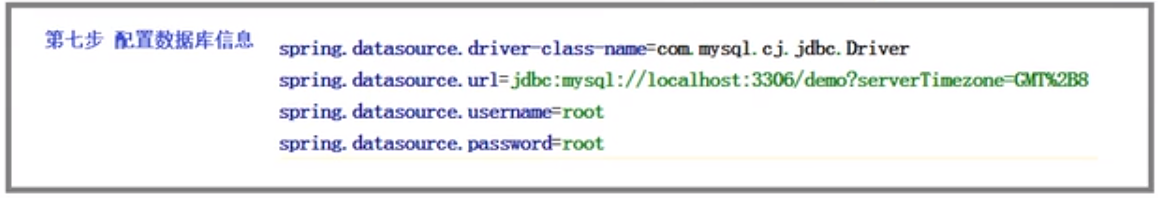 第七步 配置数据库信息
spring.datasource.driver-class-name=com.mysql.cj.jdbc.Driver
spring.datasource.url=jdbc:mysql://localhost:3306/demo?serverTimezone=GMT%2B8
spring.datasource.username=root
spring.datasource.password=root